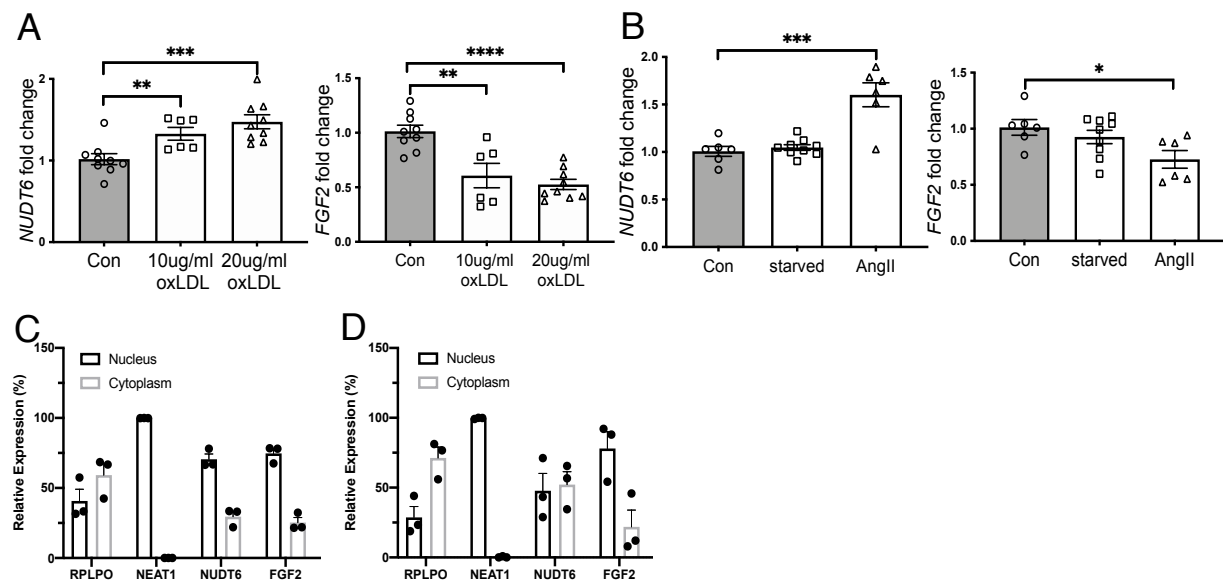 A
NUDT6 fold change
2
1
0
**
***
Con
10ug/ml
oxLDL
20ug/ml
oxLDL
FGF2 fold change
1.5
1.0
0.5
0.0
**
****
Con
10ug/ml
oxLDL
20ug/ml
oxLDL
B
NUDT6 fold change
2.0
1.5
1.0
0.5
0.0
***
Con
starved
AngII
FGF2 fold change
1.5
1.0
0.5
0.0
*
Con
starved
AngII
C
Relative Expression (%)
150
100
50
0
Nucleus
Cytoplasm
RPLPO
NEAT1
NUDT6
FGF2
D
Relative Expression (%)
150
100
50
0
Nucleus
Cytoplasm
RPLPO
NEAT1
NUDT6
FGF2